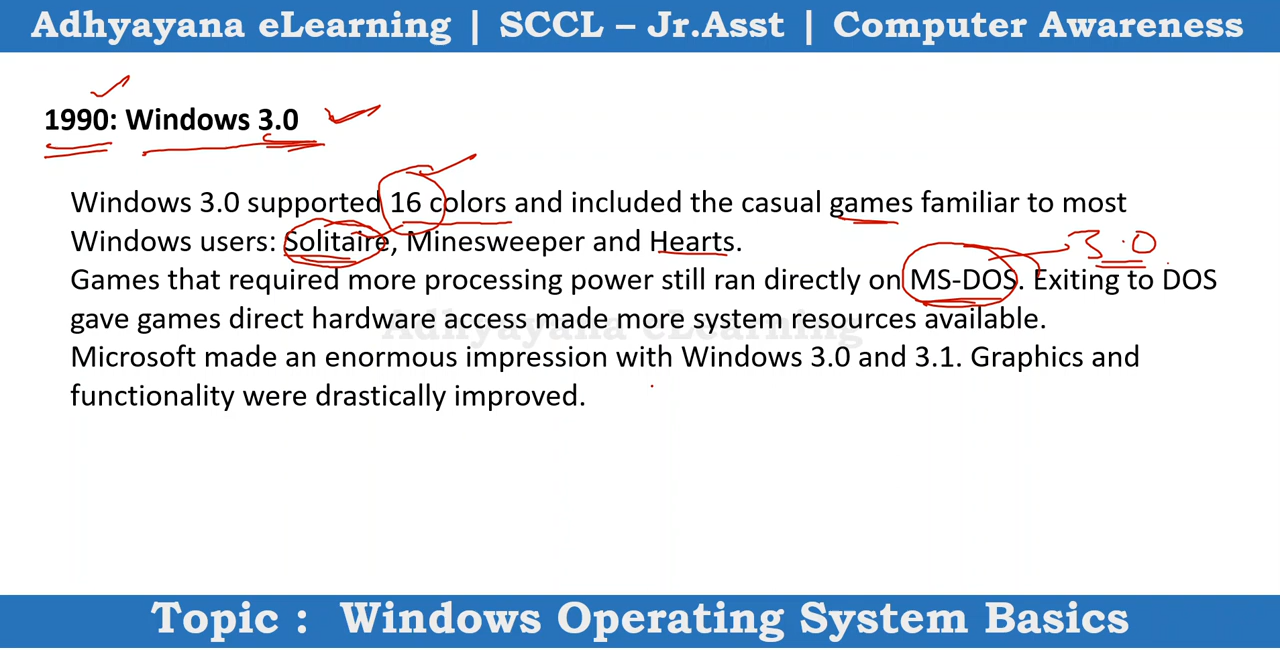 Adhyayana eLearning | SCCL – Jr.Asst | Computer Awareness
1990: Windows 3.0
Windows 3.0 supported 16 colors and included the casual games familiar to most
Windows users: Solitaire, Minesweeper and Hearts.
3.0
Games that required more processing power still ran directly on MS-DOS. Exiting to DOS
gave games direct hardware access made more system resources available.
Adhyayana eLearning
Microsoft made an enormous impression with Windows 3.0 and 3.1. Graphics and
functionality were drastically improved.
Topic : Windows Operating System Basics